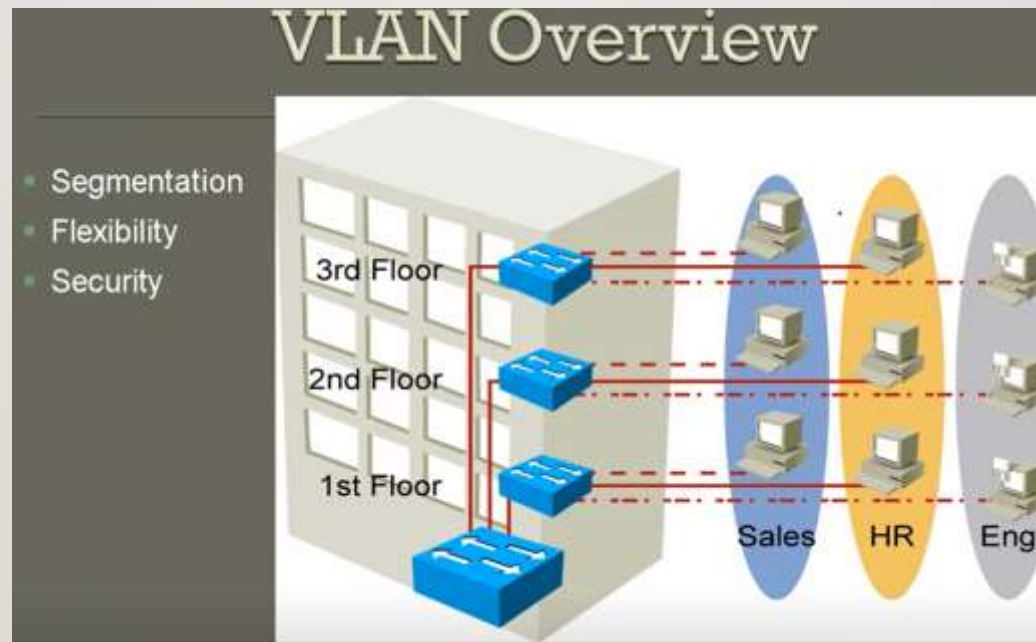 VLAN Overview
Segmentation
Flexibility
Security
3rd Floor
2nd Floor
1st Floor
Sales
HR
Eng